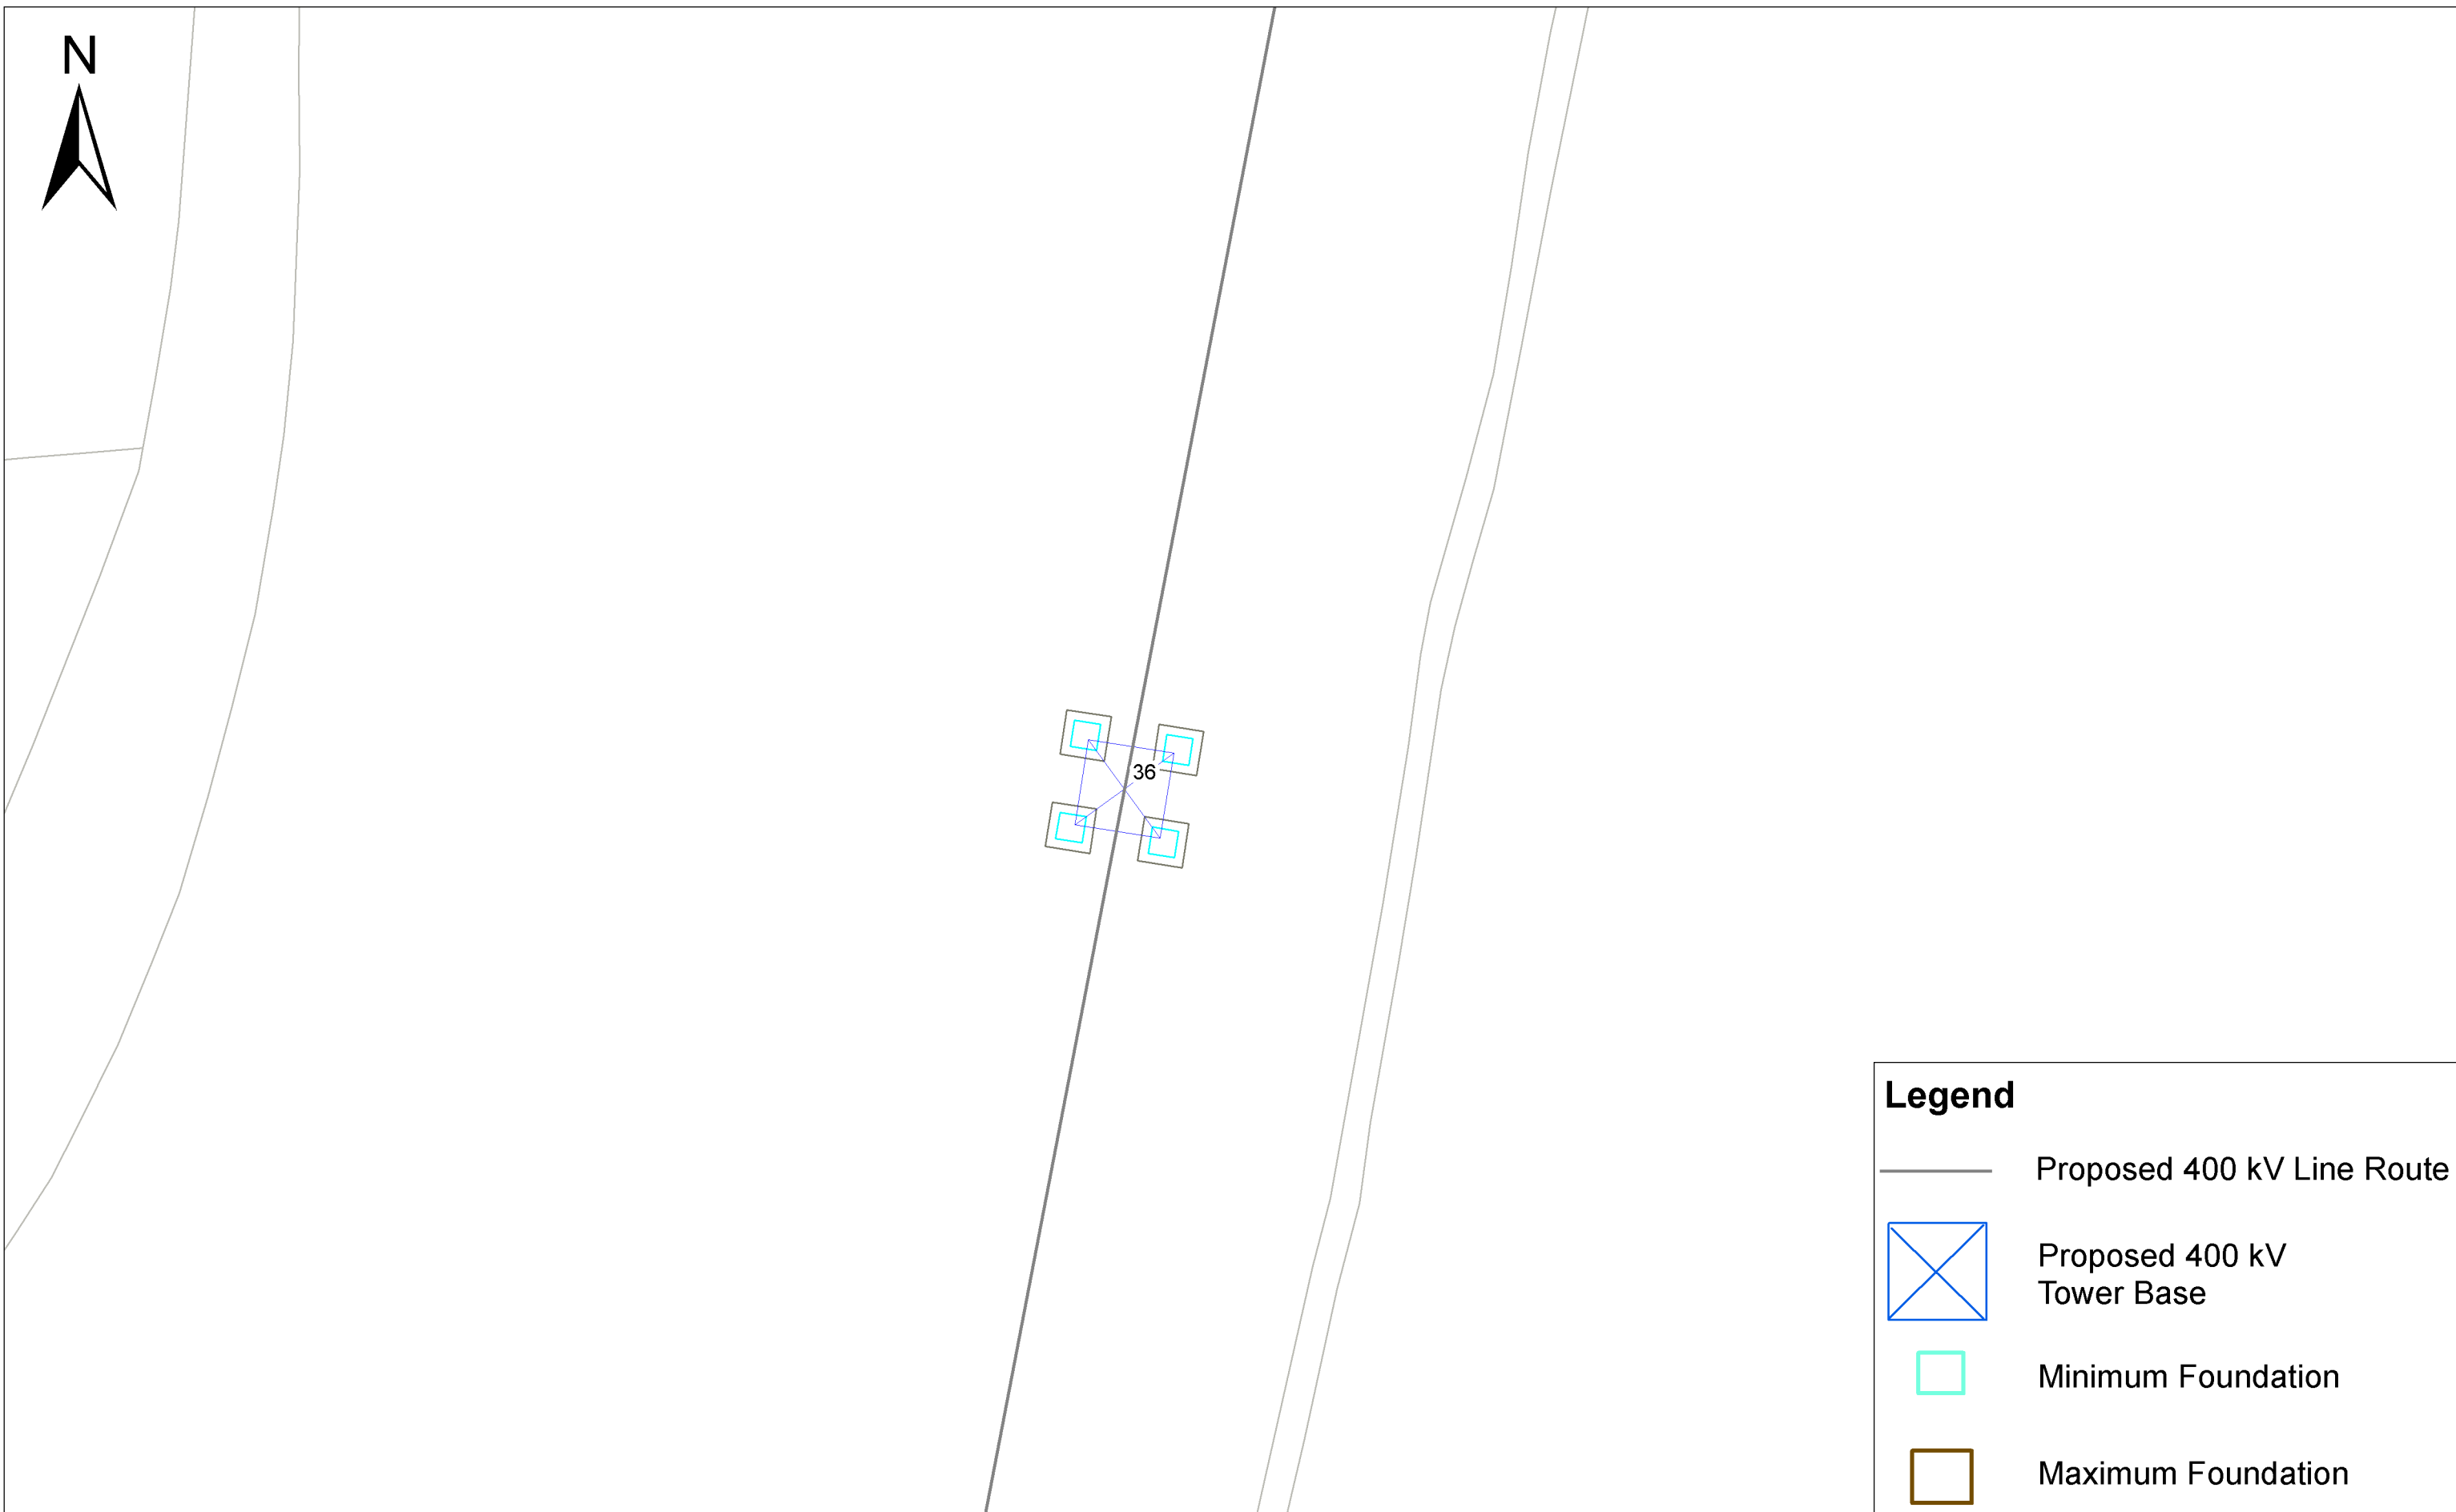 N
36
Legend
Proposed 400 kV Line Route
Proposed 400 kV
Tower Base
Minimum Foundation
Maximum Foundation